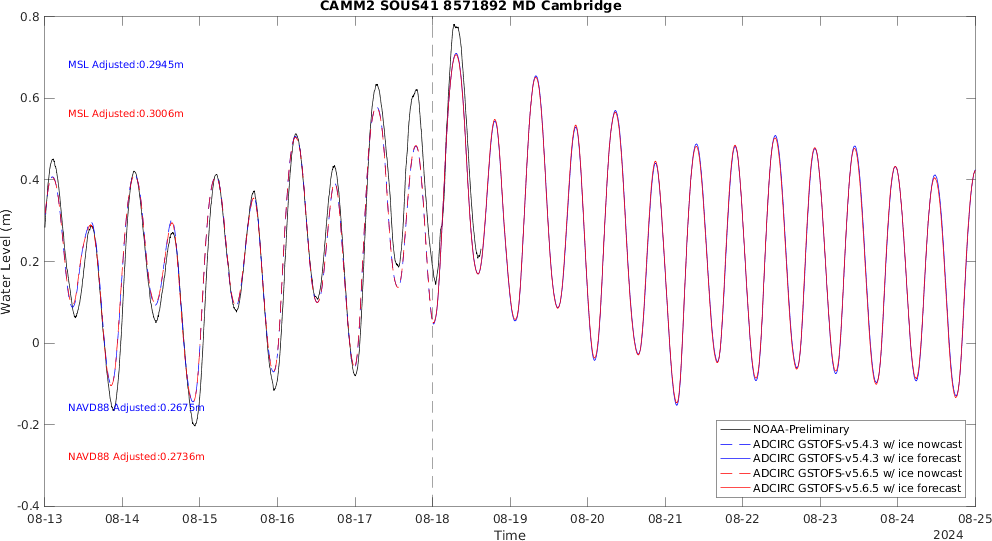 CAMM2 SOUS41 8571892 MD Cambridge
0.8
0.6
0.4
0.2
0
-0.2
-0.4
Water Level (m)
MSL Adjusted:0.2945m
MSL Adjusted:0.3006m
NAVD88 Adjusted:0.2675m
NAVD88 Adjusted:0.2736m
NOAA-Preliminary
ADCIRC GSTOFS-v5.4.3 w/ ice nowcast
ADCIRC GSTOFS-v5.4.3 w/ ice forecast
ADCIRC GSTOFS-v5.6.5 w/ ice nowcast
ADCIRC GSTOFS-v5.6.5 w/ ice forecast
08-13 08-14 08-15 08-16 08-17 08-18 08-19 08-20 08-21 08-22 08-23 08-24 08-25
Time
2024